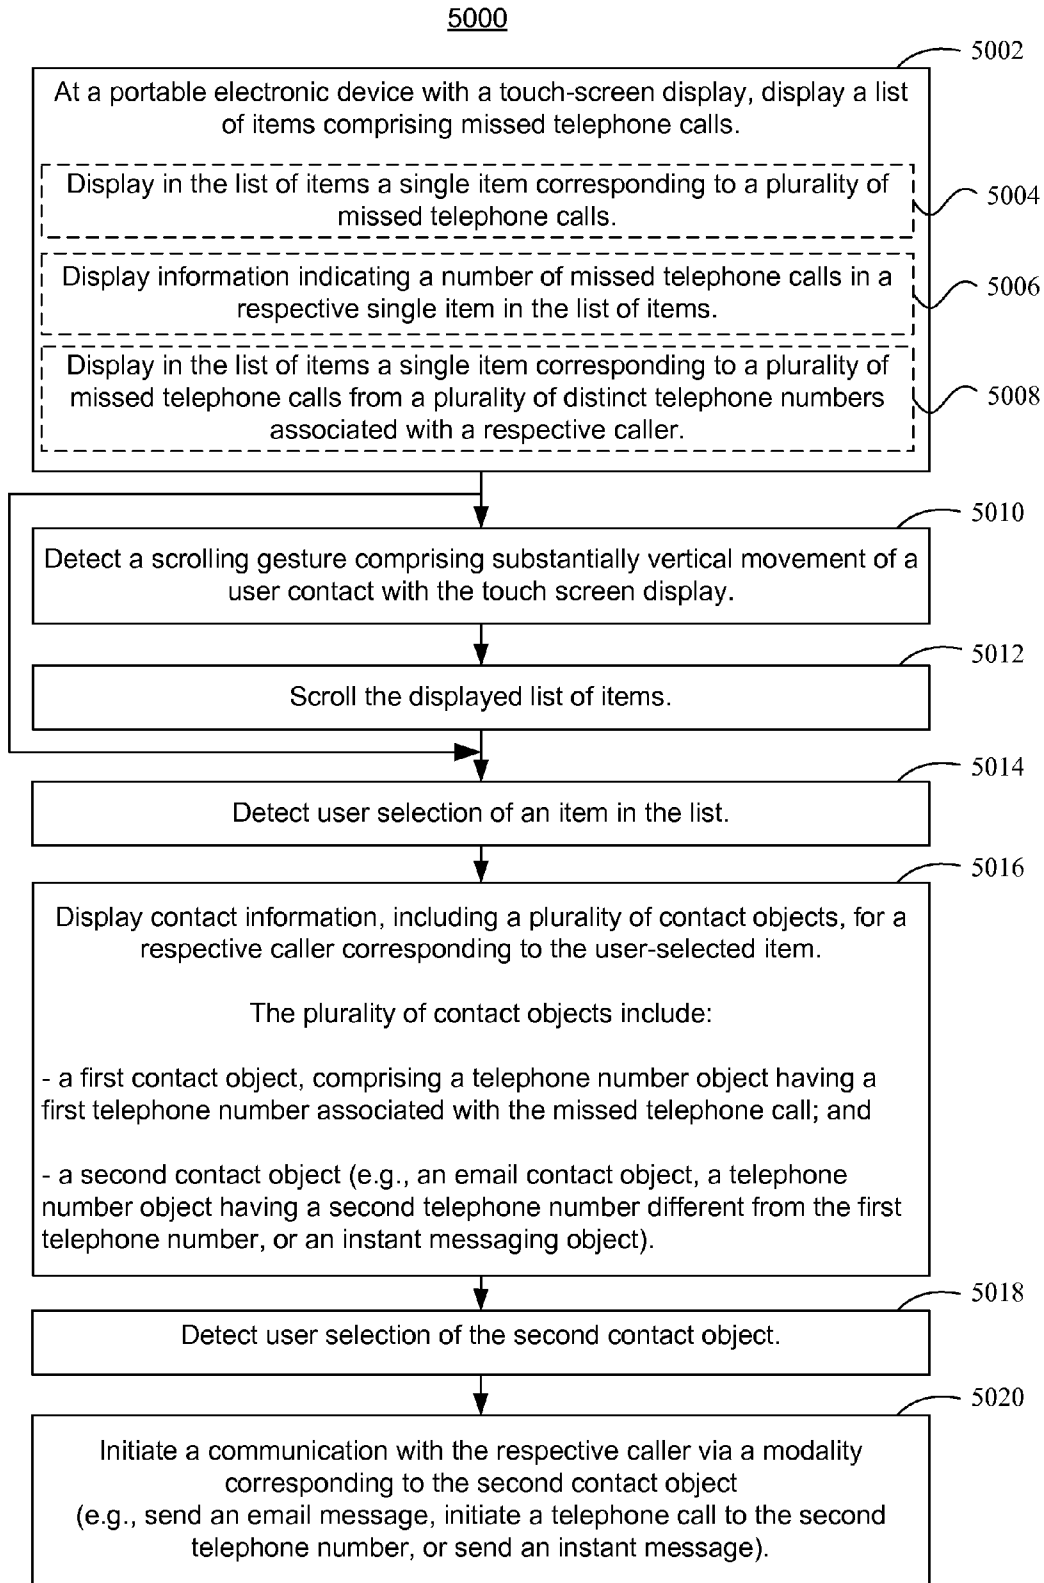 5000
5002
At a portable electronic device with a touch-screen display, display a list
of items comprising missed telephone calls.
Display in the list of items a single item corresponding to a plurality of
missed telephone calls.
5004
Display information indicating a number of missed telephone calls in a
respective single item in the list of items.
5006
Display in the list of items a single item corresponding to a plurality of
missed telephone calls from a plurality of distinct telephone numbers
associated with a respective caller.
5008
5010
Detect a scrolling gesture comprising substantially vertical movement of a
user contact with the touch screen display.
5012
Scroll the displayed list of items.
5014
Detect user selection of an item in the list.
5016
Display contact information, including a plurality of contact objects, for a
respective caller corresponding to the user-selected item.
The plurality of contact objects include:
- a first contact object, comprising a telephone number object having a
first telephone number associated with the missed telephone call; and
- a second contact object (e.g., an email contact object, a telephone
number object having a second telephone number different from the first
telephone number, or an instant messaging object).
5018
Detect user selection of the second contact object.
5020
Initiate a communication with the respective caller via a modality
corresponding to the second contact object
(e.g., send an email message, initiate a telephone call to the second
telephone number, or send an instant message).